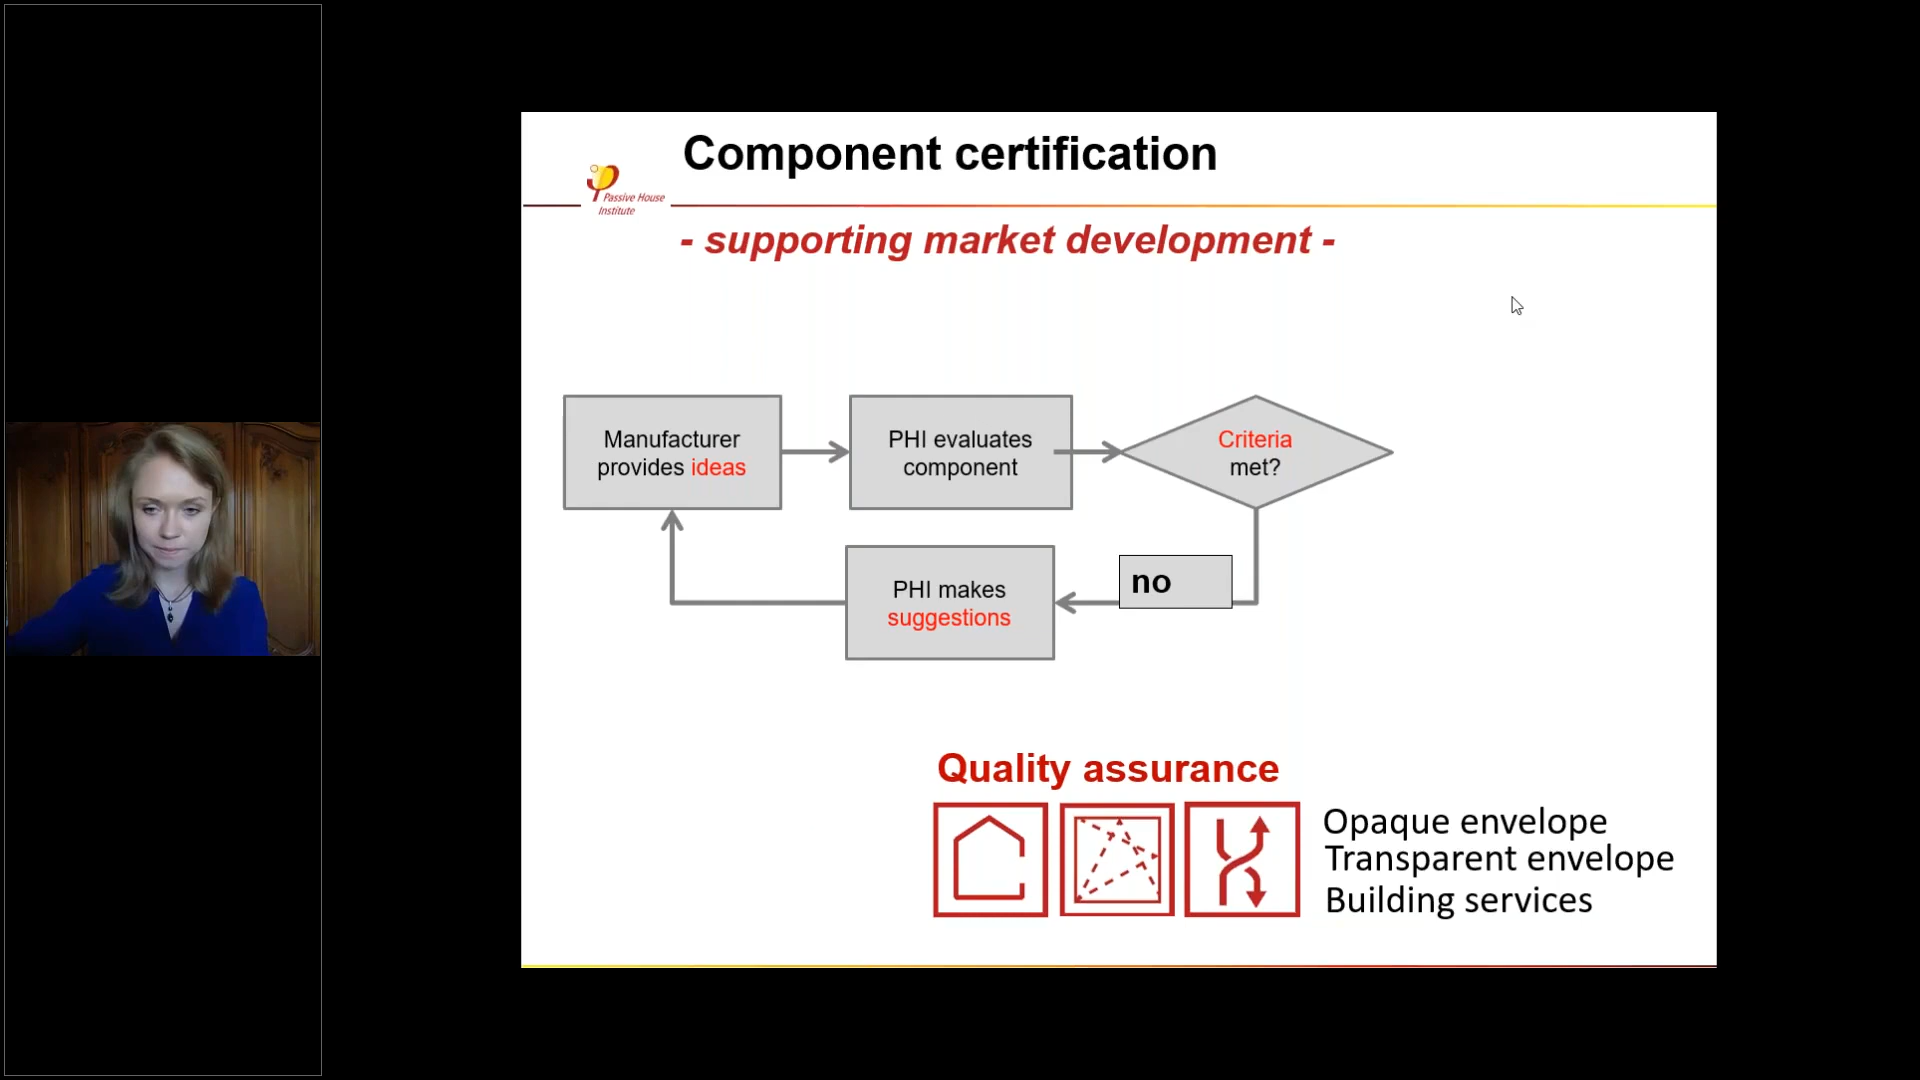 Component certification
Passive House
Institute
- supporting market development -
Manufacturer
provides ideas
PHI evaluates
component
Criteria
met?
PHI makes
suggestions
no
Quality assurance
Opaque envelope
Transparent envelope
Building services